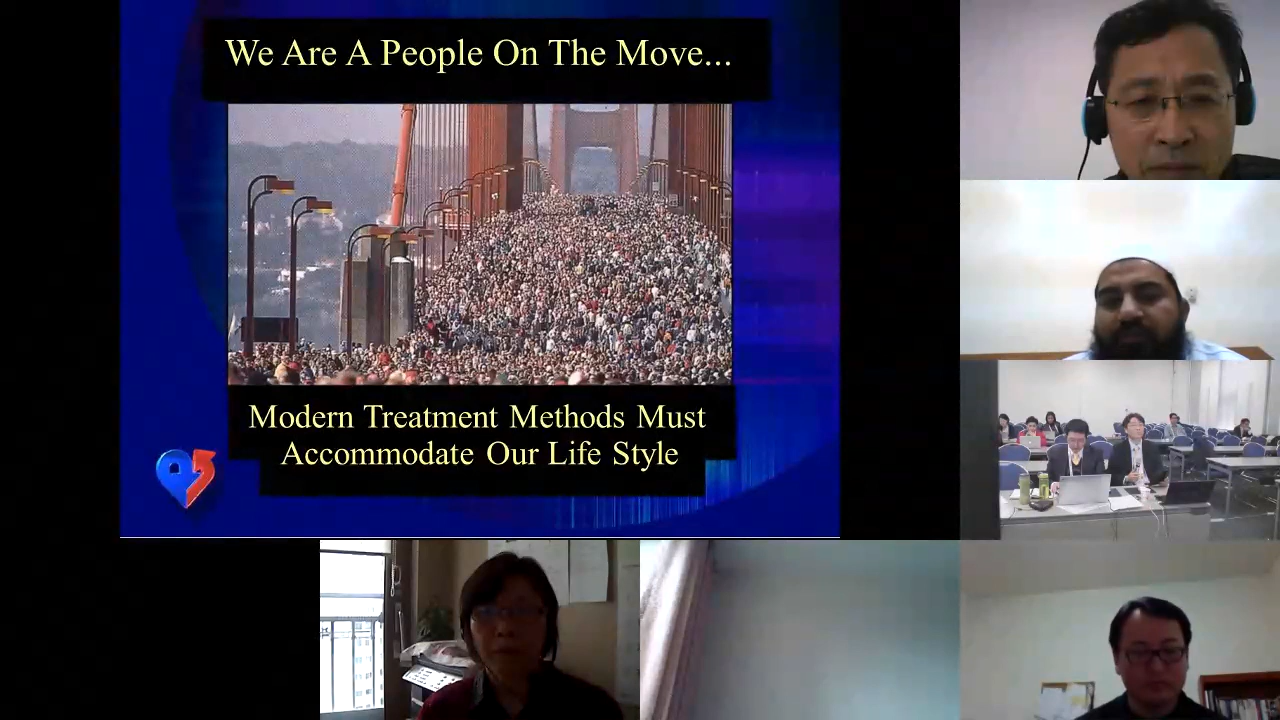 We Are A People On The Move...
Modern Treatment Methods Must
Accommodate Our Life Style